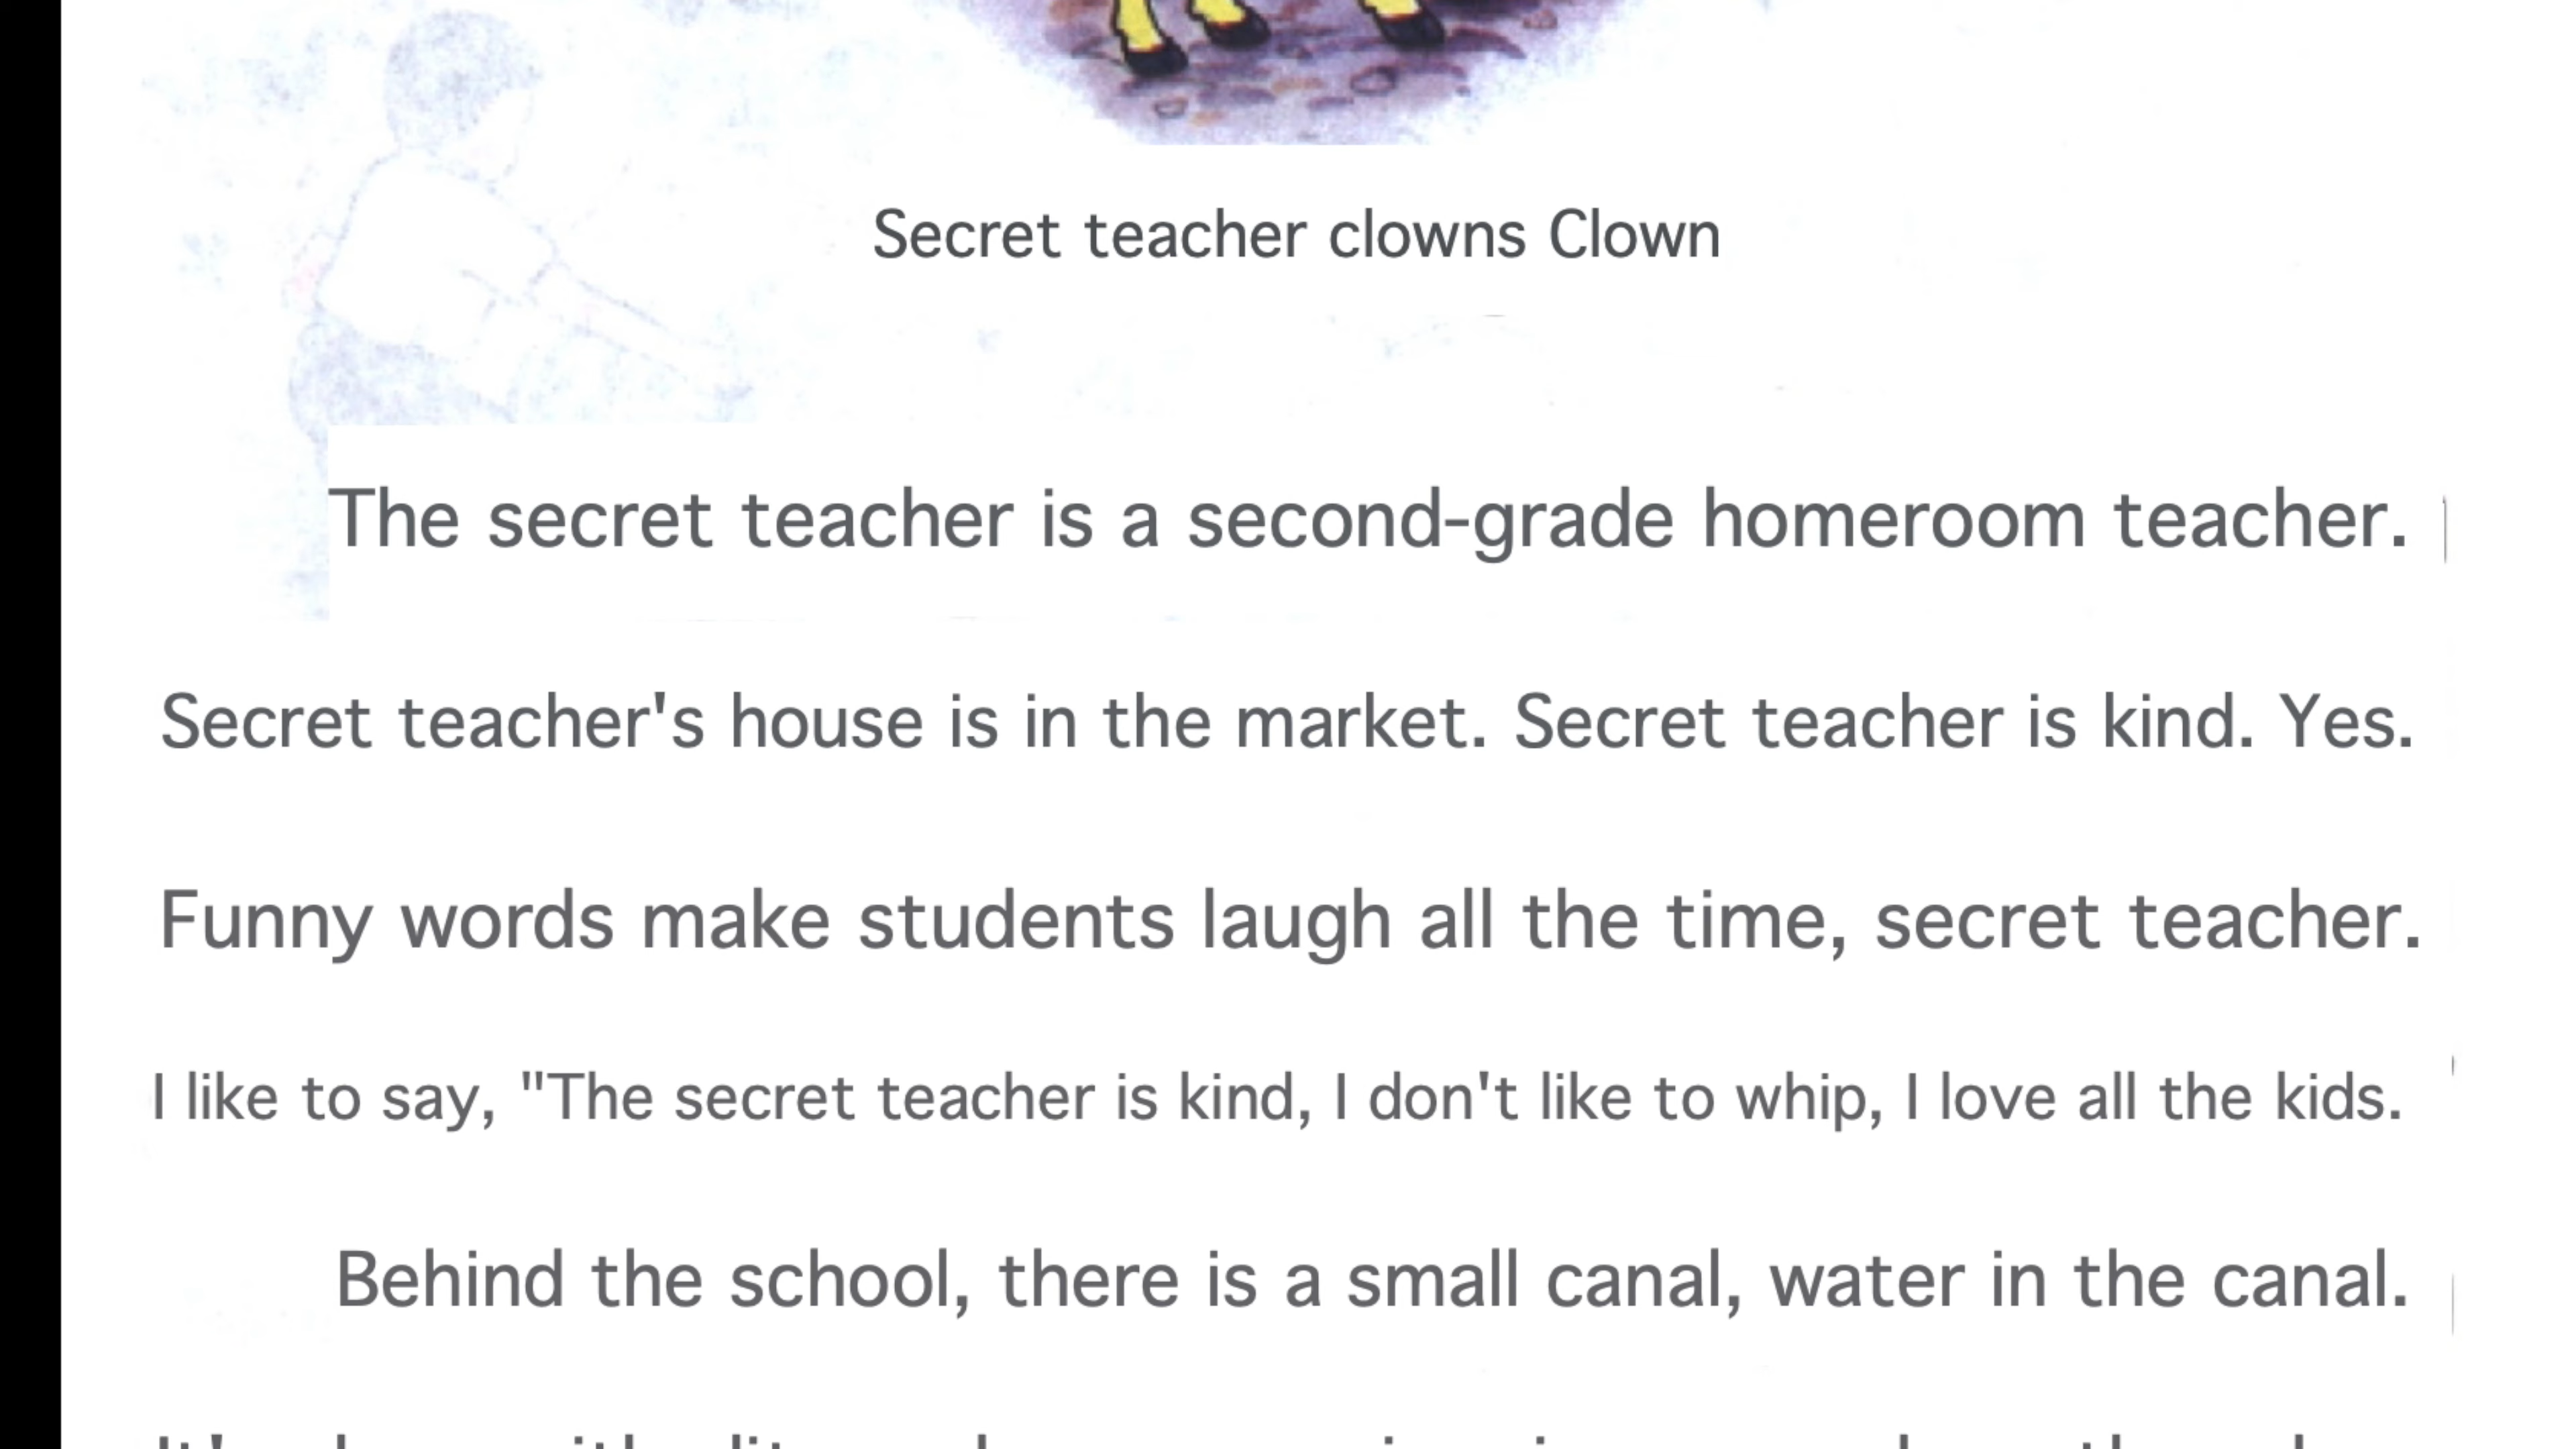 Secret teacher clowns Clown
The secret teacher is a second-grade homeroom teacher.
Secret teacher's house is in the market. Secret teacher is kind. Yes.
Funny words make students laugh all the time, secret teacher.
I like to say, "The secret teacher is kind, I don't like to whip, I love all the kids.
Behind the school, there is a small canal, water in the canal.